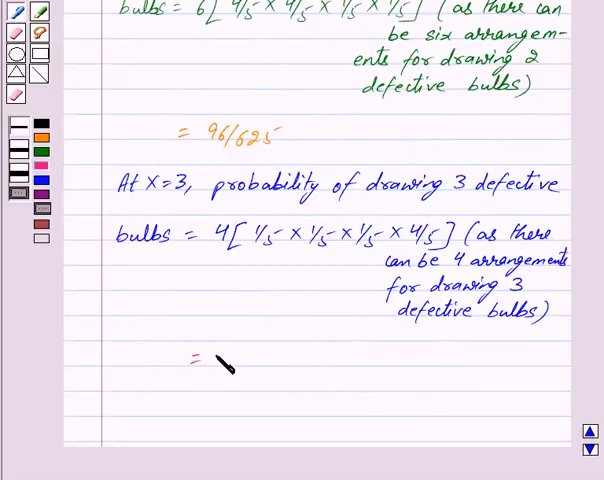 bulbs = 6[ 4/5 × 4/5 × 1/5 × 1/5 ] (as there can
be six arrangem-
ents for drawing 2
defective bulbs)
= 96/625
At X=3, probability of drawing 3 defective
bulbs = 4[ 1/5 × 1/5 × 1/5 × 4/5 ] (as there
can be 4 arrangements
for drawing 3
defective bulbs)
=